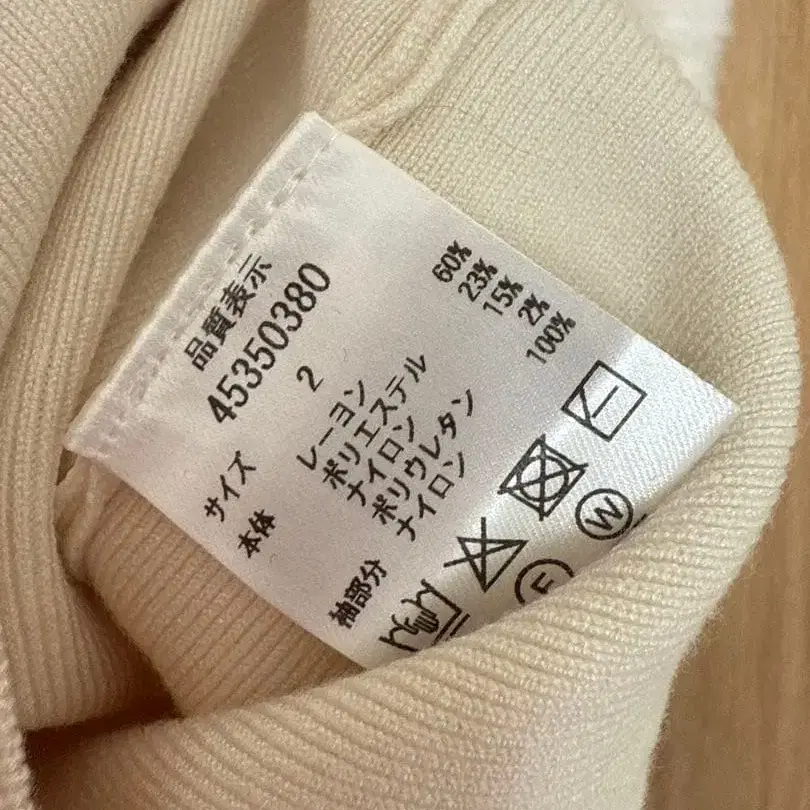 品質表示
45350380
サイズ 2
本体 レーヨン 60%
ポリエステル 23%
ナイロン 15%
ポリウレタン 2%
袖部分 ナイロン 100%
F W